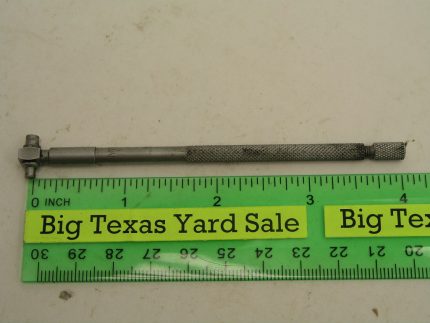 0 INCH 1 2 3 4
Big Texas Yard Sale Big Te
30 29 28 27 26 25 24 23 22 21 20